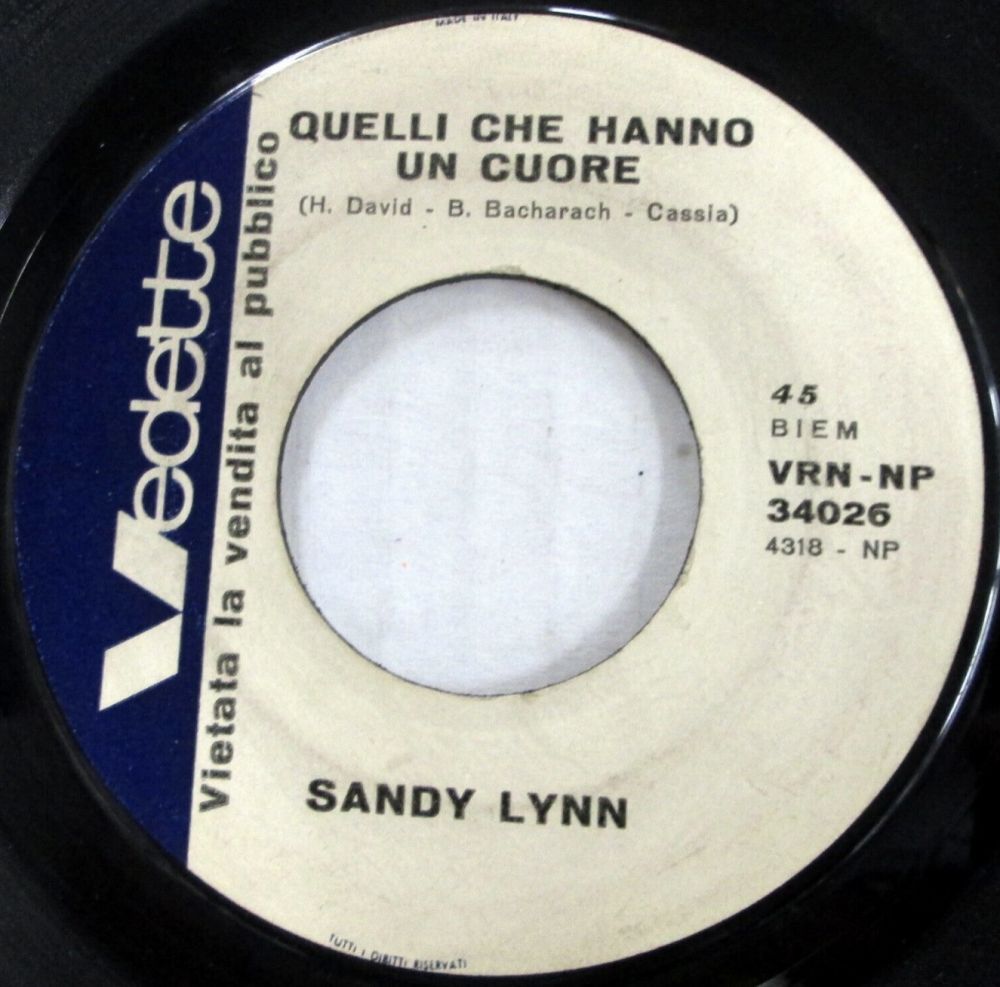 MADE IN ITALY
QUELLI CHE HANNO
UN CUORE
(H. David - B. Bacharach - Cassia)
Vedette
Vietata la vendita al pubblico
45
BIEM
VRN-NP
34026
4318 - NP
SANDY LYNN
TUTTI I DIRITTI RISERVATI